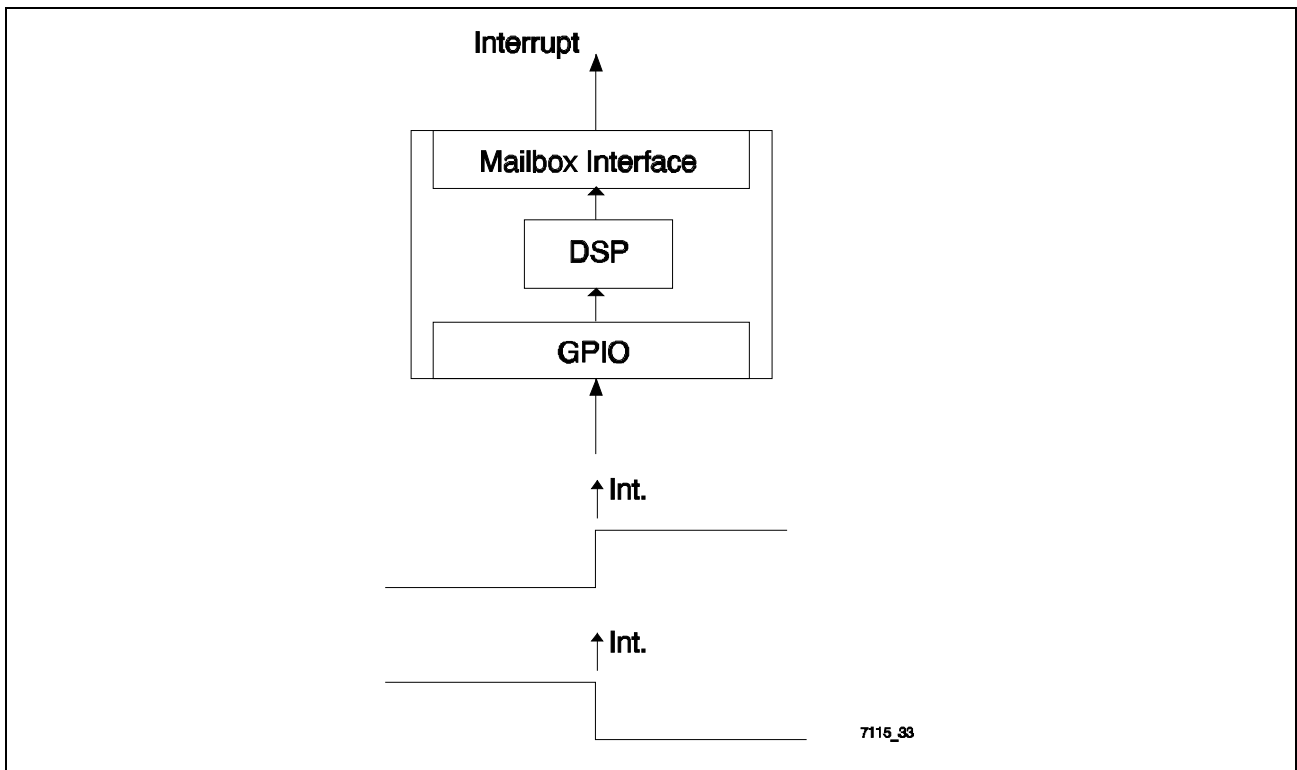 Interrupt
Mailbox Interface
DSP
GPIO
Int.
Int.
7115_33